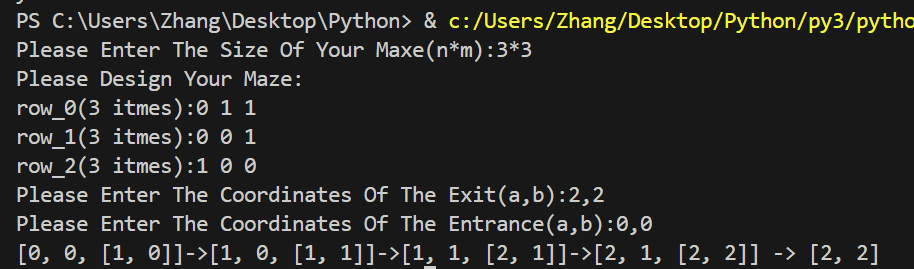 PS C:\Users\Zhang\Desktop\Python> & c:/Users/Zhang/Desktop/Python/py3/pytho
Please Enter The Size Of Your Maxe(n*m):3*3
Please Design Your Maze:
row_0(3 itmes):0 1 1
row_1(3 itmes):0 0 1
row_2(3 itmes):1 0 0
Please Enter The Coordinates Of The Exit(a,b):2,2
Please Enter The Coordinates Of The Entrance(a,b):0,0
[0, 0, [1, 0]]->[1, 0, [1, 1]]->[1, 1, [2, 1]]->[2, 1, [2, 2]] -> [2, 2]